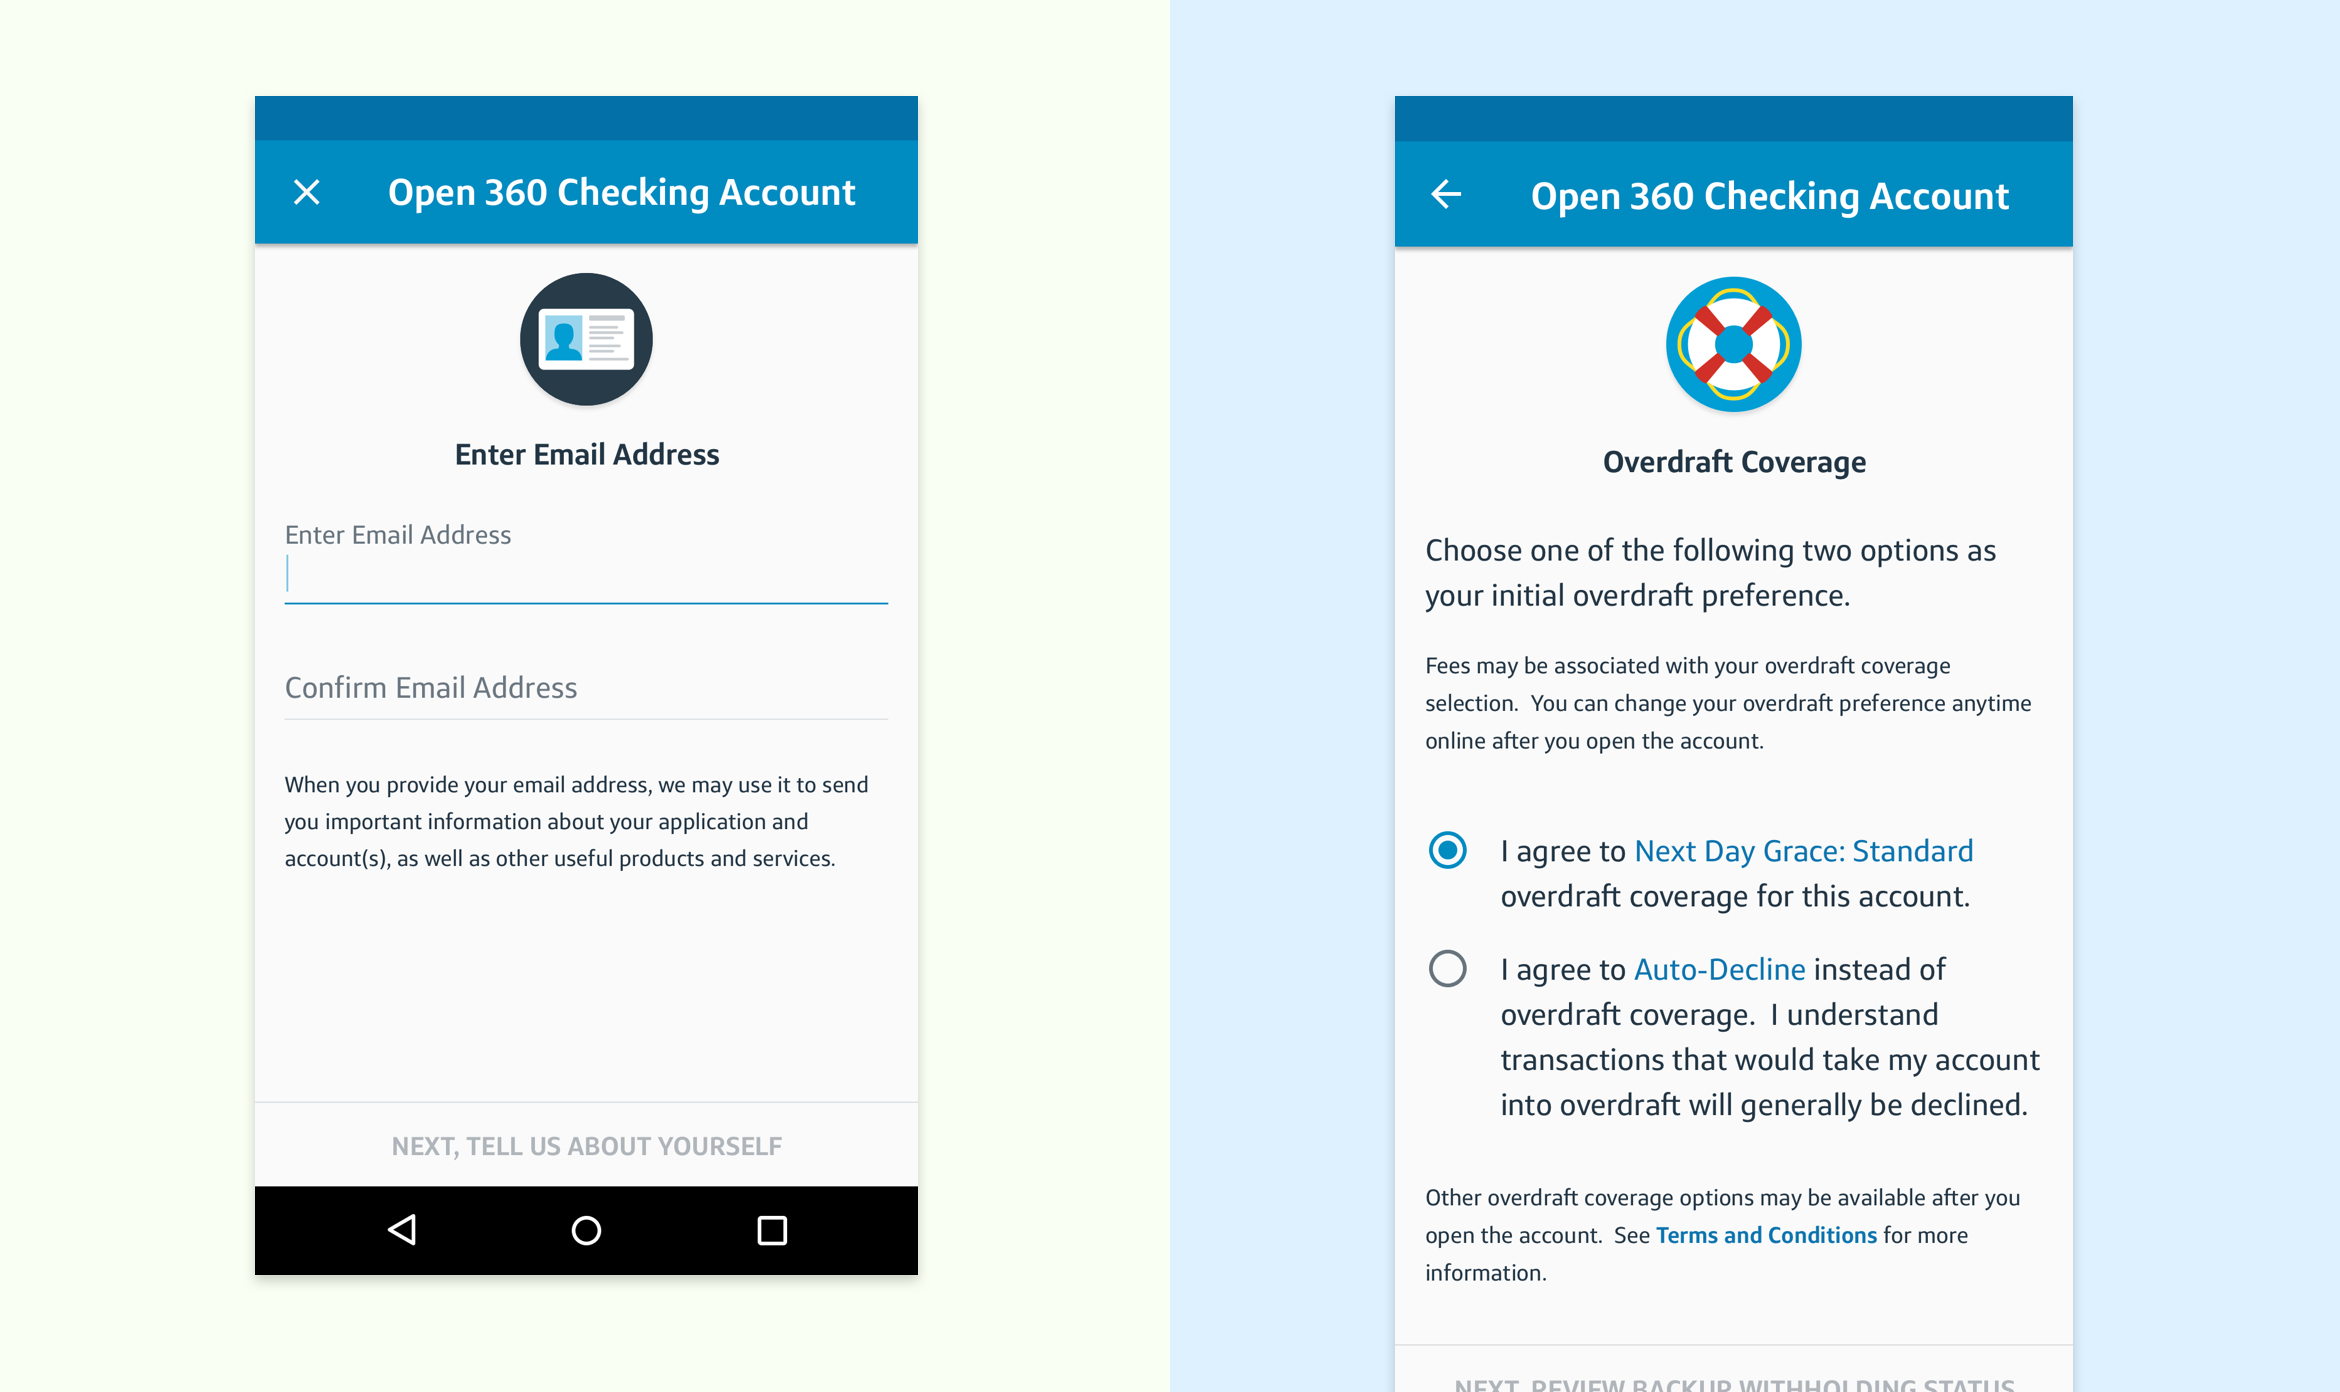 Open 360 Checking Account
Enter Email Address
Enter Email Address
Confirm Email Address
When you provide your email address, we may use it to send
you important information about your application and
account(s), as well as other useful products and services.
NEXT, TELL US ABOUT YOURSELF
Open 360 Checking Account
Overdraft Coverage
Choose one of the following two options as
your initial overdraft preference.
Fees may be associated with your overdraft coverage
selection.  You can change your overdraft preference anytime
online after you open the account.
I agree to Next Day Grace: Standard
overdraft coverage for this account.
I agree to Auto-Decline instead of
overdraft coverage.  I understand
transactions that would take my account
into overdraft will generally be declined.
Other overdraft coverage options may be available after you
open the account.  See Terms and Conditions for more
information.
NEXT, REVIEW BACKUP WITHHOLDING STATUS